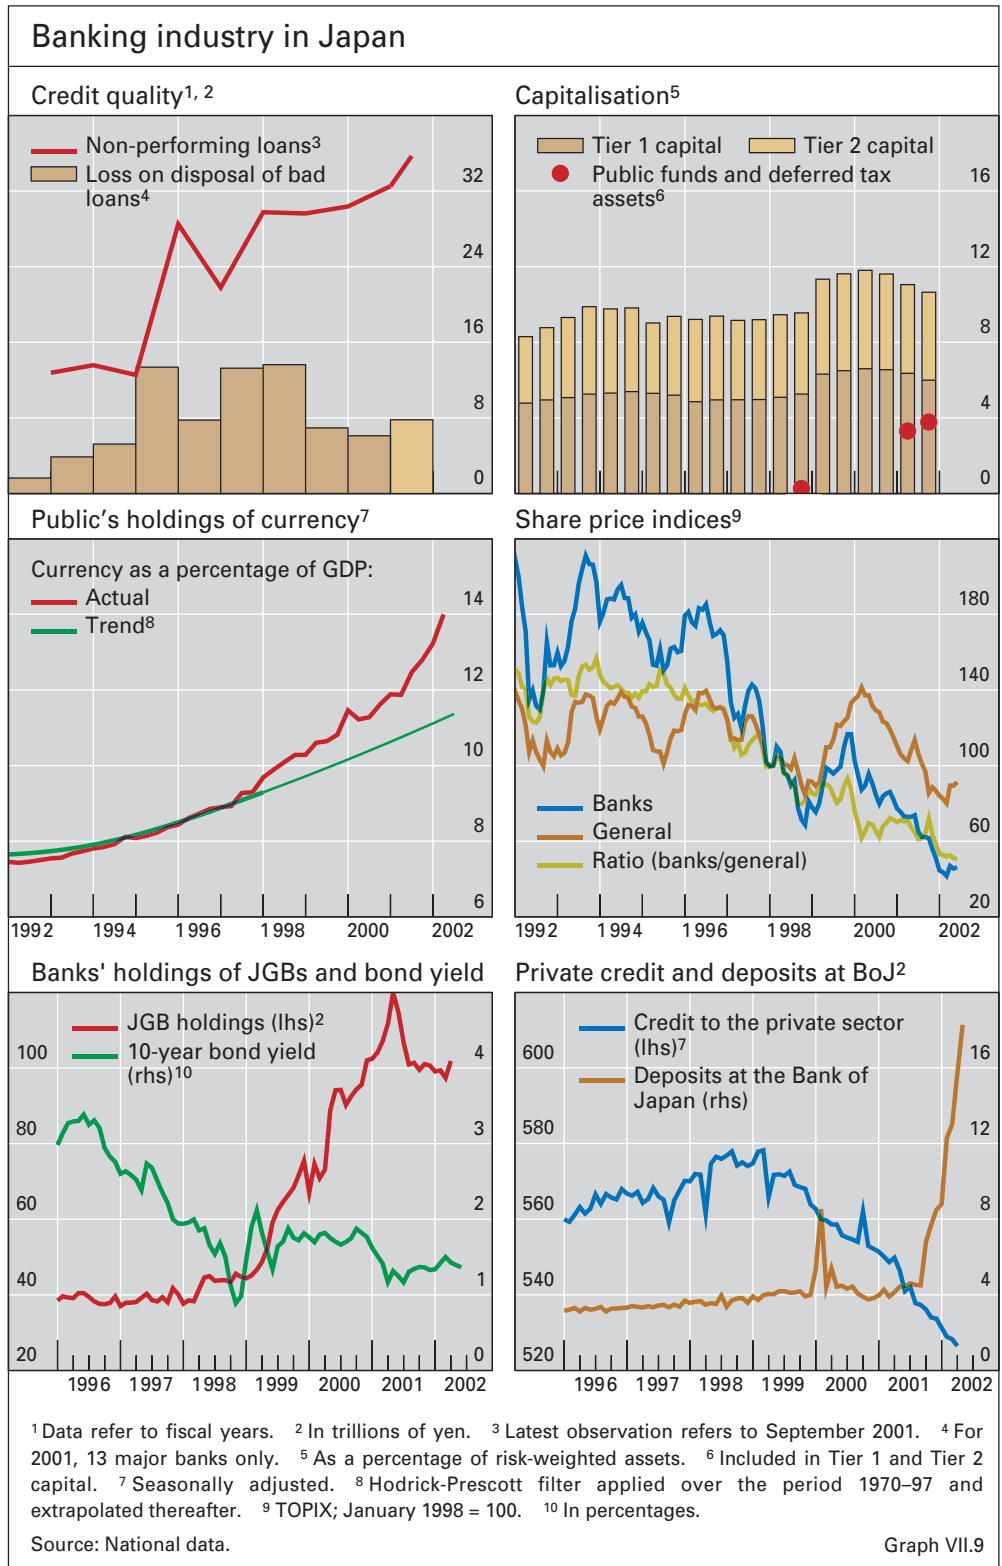 Banking industry in Japan
Credit quality1, 2
Non-performing loans3
Loss on disposal of bad
loans4
32
24
16
8
0
Capitalisation5
Tier 1 capital
Tier 2 capital
Public funds and deferred tax
assets6
16
12
8
4
0
Public's holdings of currency7
Currency as a percentage of GDP:
Actual
Trend8
14
12
10
8
6
1992 1994 1996 1998 2000 2002
Share price indices9
Banks
General
Ratio (banks/general)
180
140
100
60
20
1992 1994 1996 1998 2000 2002
Banks' holdings of JGBs and bond yield
JGB holdings (lhs)2
10-year bond yield
(rhs)10
100
80
60
40
20
4
3
2
1
0
1996 1997 1998 1999 2000 2001 2002
Private credit and deposits at BoJ2
Credit to the private sector
(lhs)7
Deposits at the Bank of
Japan (rhs)
600
580
560
540
520
16
12
8
4
0
1996 1997 1998 1999 2000 2001 2002
1 Data refer to fiscal years. 2 In trillions of yen. 3 Latest observation refers to September 2001. 4 For
2001, 13 major banks only. 5 As a percentage of risk-weighted assets. 6 Included in Tier 1 and Tier 2
capital. 7 Seasonally adjusted. 8 Hodrick-Prescott filter applied over the period 1970–97 and
extrapolated thereafter. 9 TOPIX; January 1998 = 100. 10 In percentages.
Source: National data.
Graph VII.9